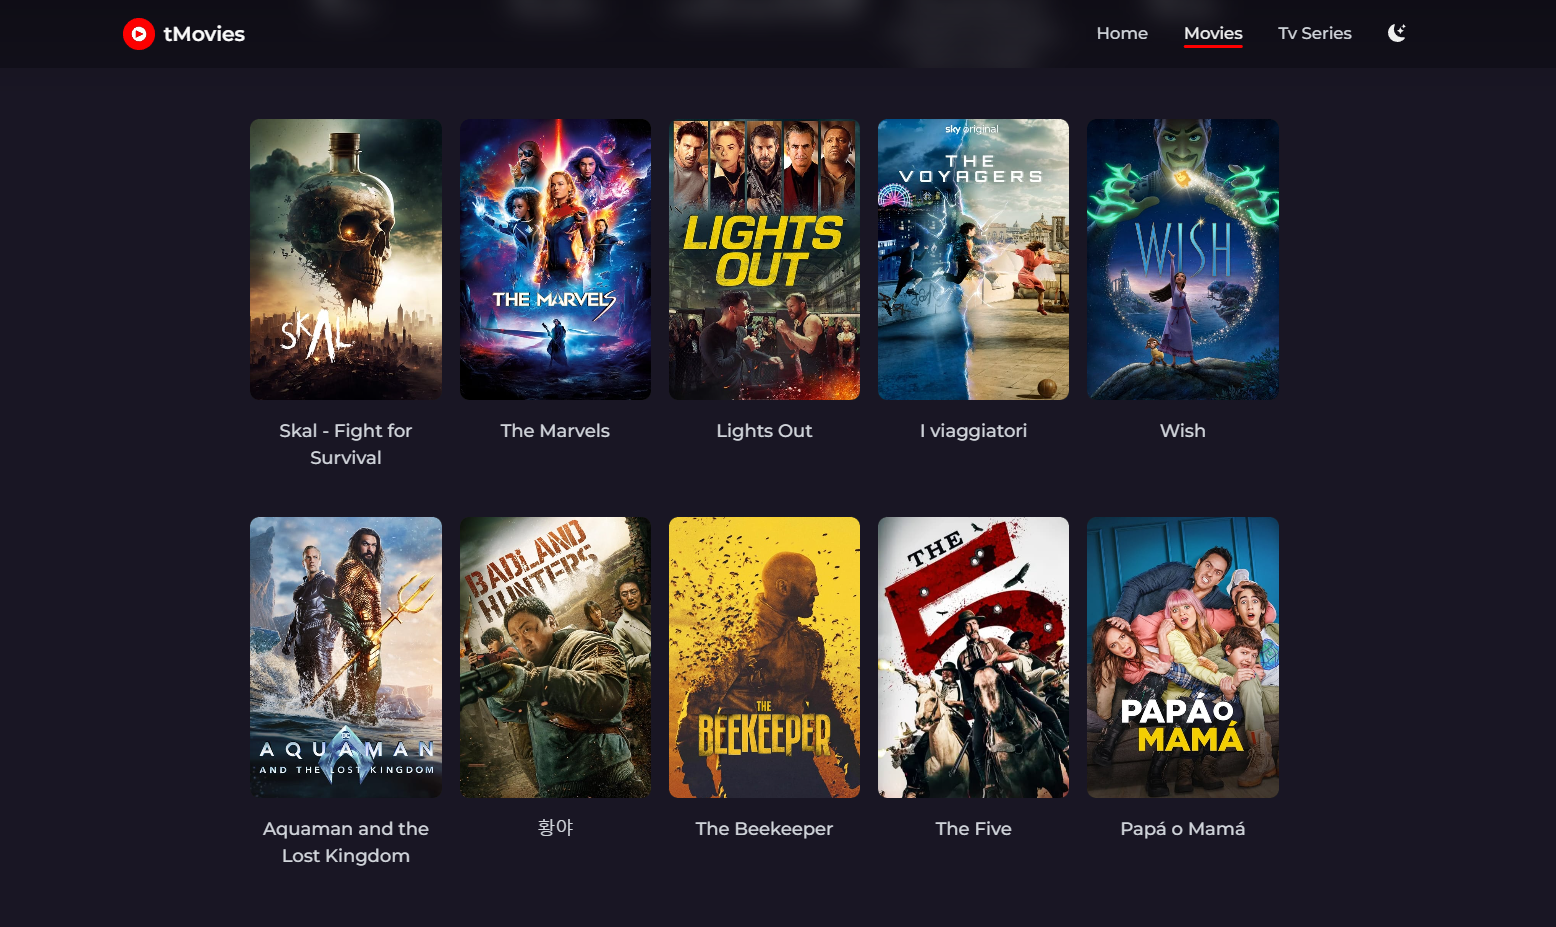 tMovies
Home
Movies
Tv Series
SKAL
THE MARVELS
LIGHTS
OUT
sky original
THE
VOYAGERS
WISH
Skal - Fight for
Survival
The Marvels
Lights Out
I viaggiatori
Wish
DC
AQUAMAN
AND THE LOST KINGDOM
BADLAND
HUNTERS
THE
BEEKEEPER
THE
5
PAPÁ O
MAMÁ
Aquaman and the
Lost Kingdom
황야
The Beekeeper
The Five
Papá o Mamá